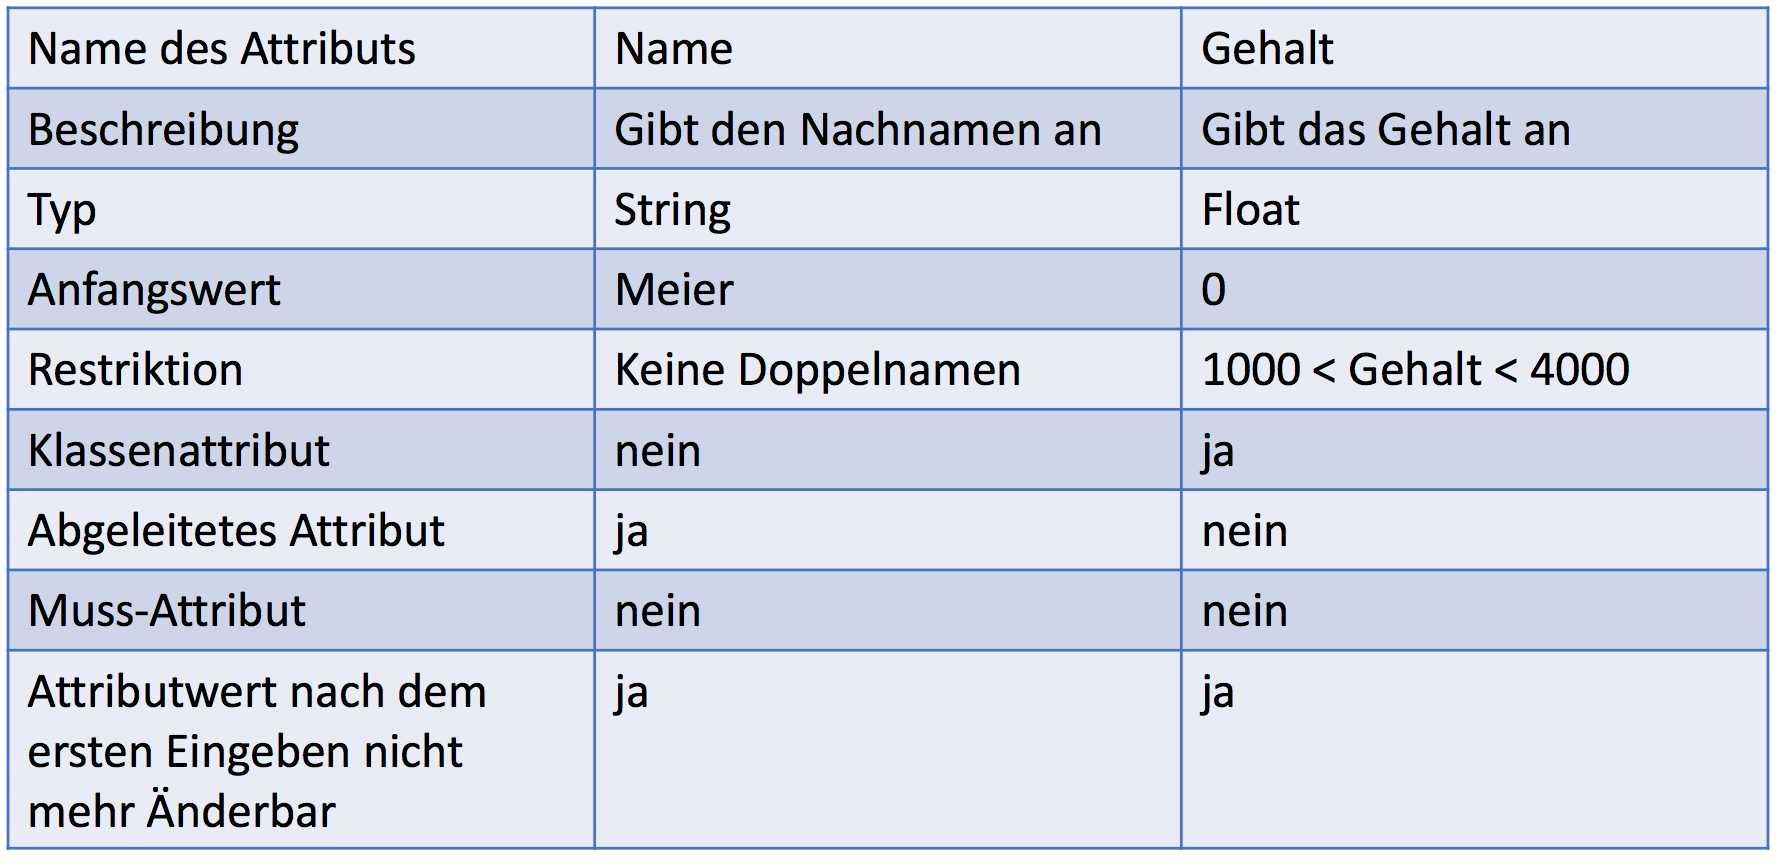 Name des Attributs Name Gehalt
Beschreibung Gibt den Nachnamen an Gibt das Gehalt an
Typ String Float
Anfangswert Meier 0
Restriktion Keine Doppelnamen 1000 < Gehalt < 4000
Klassenattribut nein ja
Abgeleitetes Attribut ja nein
Muss-Attribut nein nein
Attributwert nach dem ja ja
ersten Eingeben nicht
mehr Änderbar